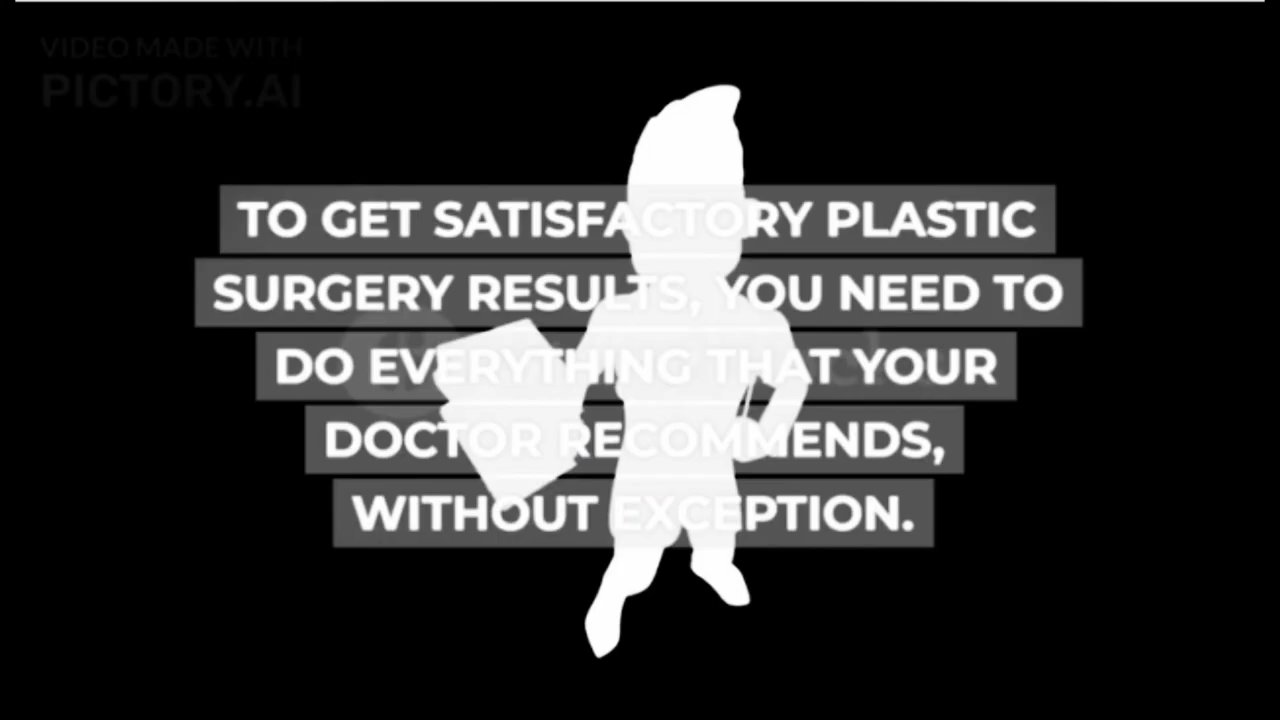 VIDEO MADE WITH
PICTORY.AI
TO GET SATISFACTORY PLASTIC
SURGERY RESULTS, YOU NEED TO
DO EVERYTHING THAT YOUR
DOCTOR RECOMMENDS,
WITHOUT EXCEPTION.